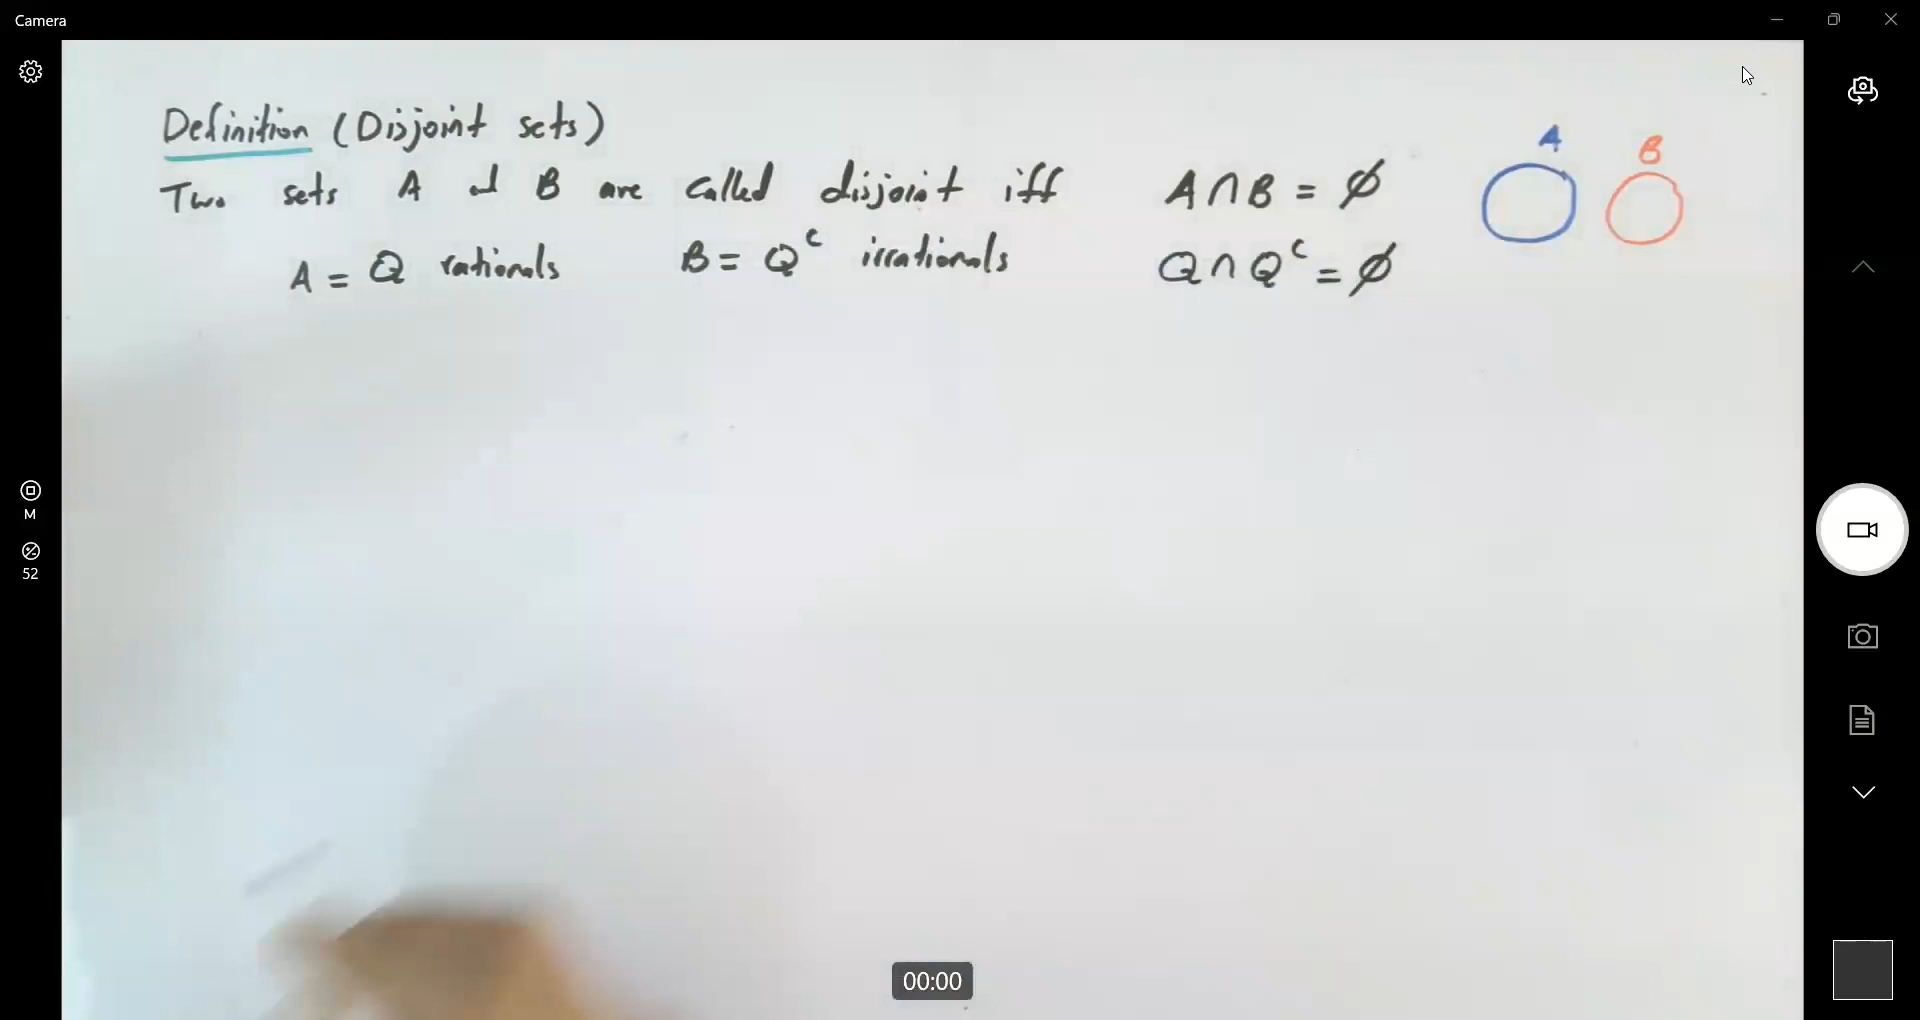 Camera
Definition (Disjoint sets)
Two sets A and B are called disjoint iff A ∩ B = ∅
A = Q rationals B = Qᶜ irrationals Q ∩ Qᶜ = ∅
A
B
M
52
00:00